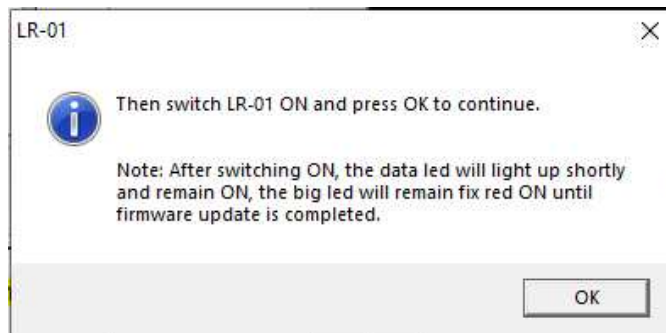 LR-01
Then switch LR-01 ON and press OK to continue.
Note: After switching ON, the data led will light up shortly
and remain ON, the big led will remain fix red ON until
firmware update is completed.
OK